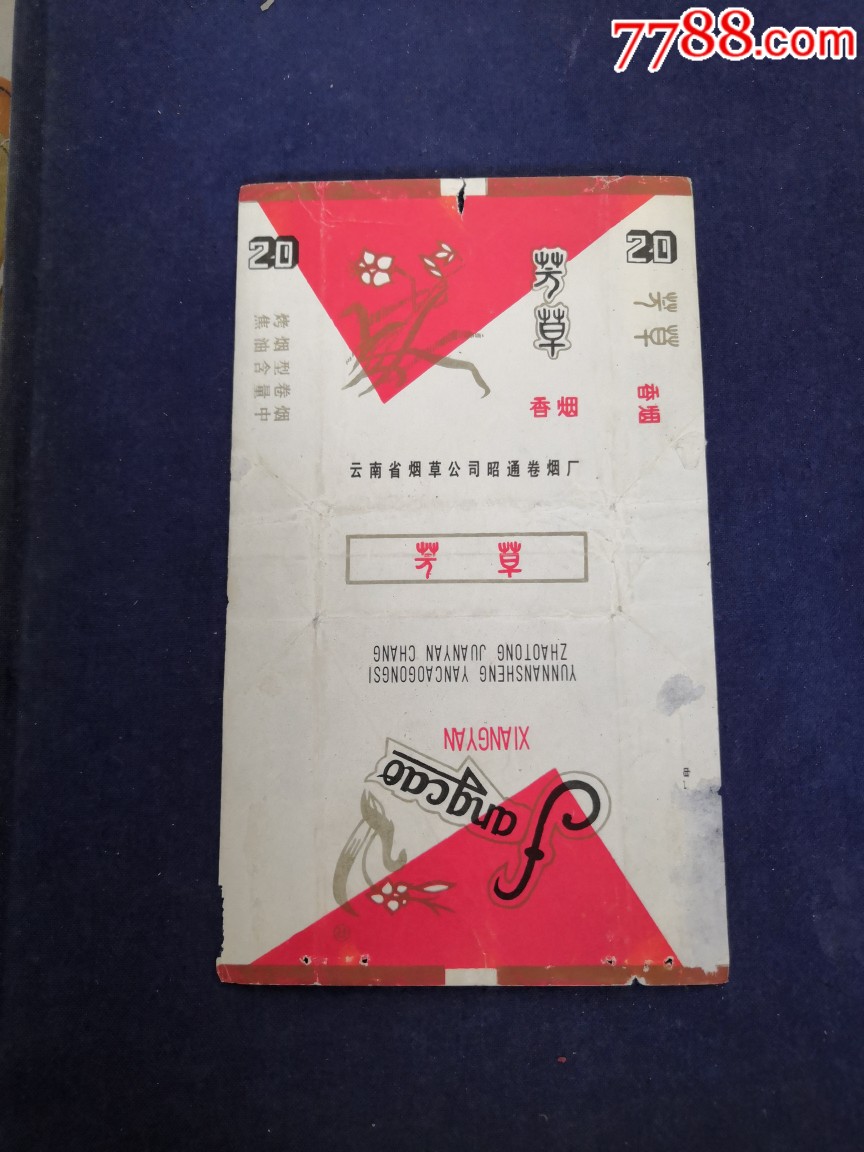 7788.com
20
20
芳草
芳草
香烟
香烟
烤烟型卷烟
焦油含量中
云南省烟草公司昭通卷烟厂
芳 草
YUNNANSHENG YANCAOGONGSI
ZHAOTONG JUANYAN CHANG
XIANGYAN
fangcao